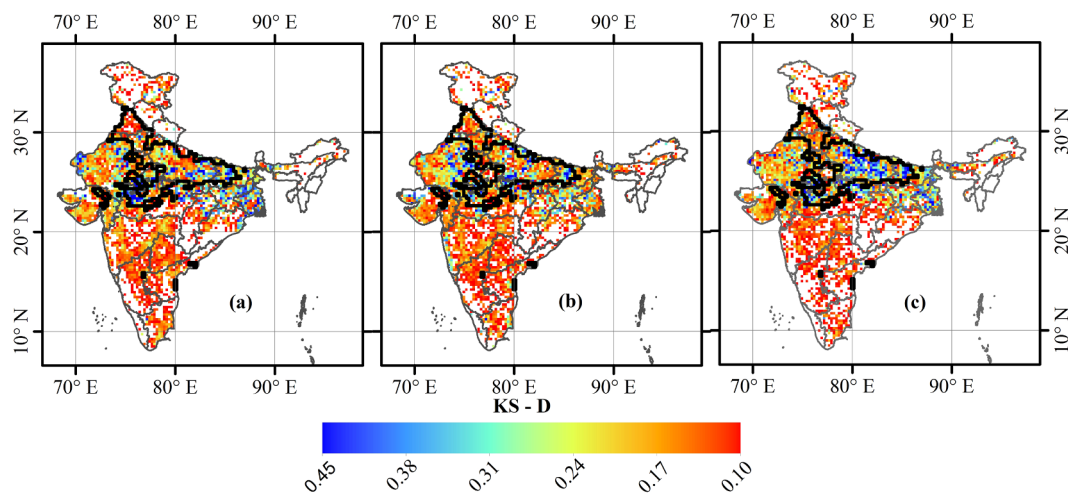 70° E 80° E 90° E 70° E 80° E 90° E 70° E 80° E 90° E
30° N 30° N
20° N 20° N
(a) (b) (c)
10° N 10° N
70° E 80° E 90° E 70° E 80° E 90° E 70° E 80° E 90° E
KS - D
0.45 0.38 0.31 0.24 0.17 0.10